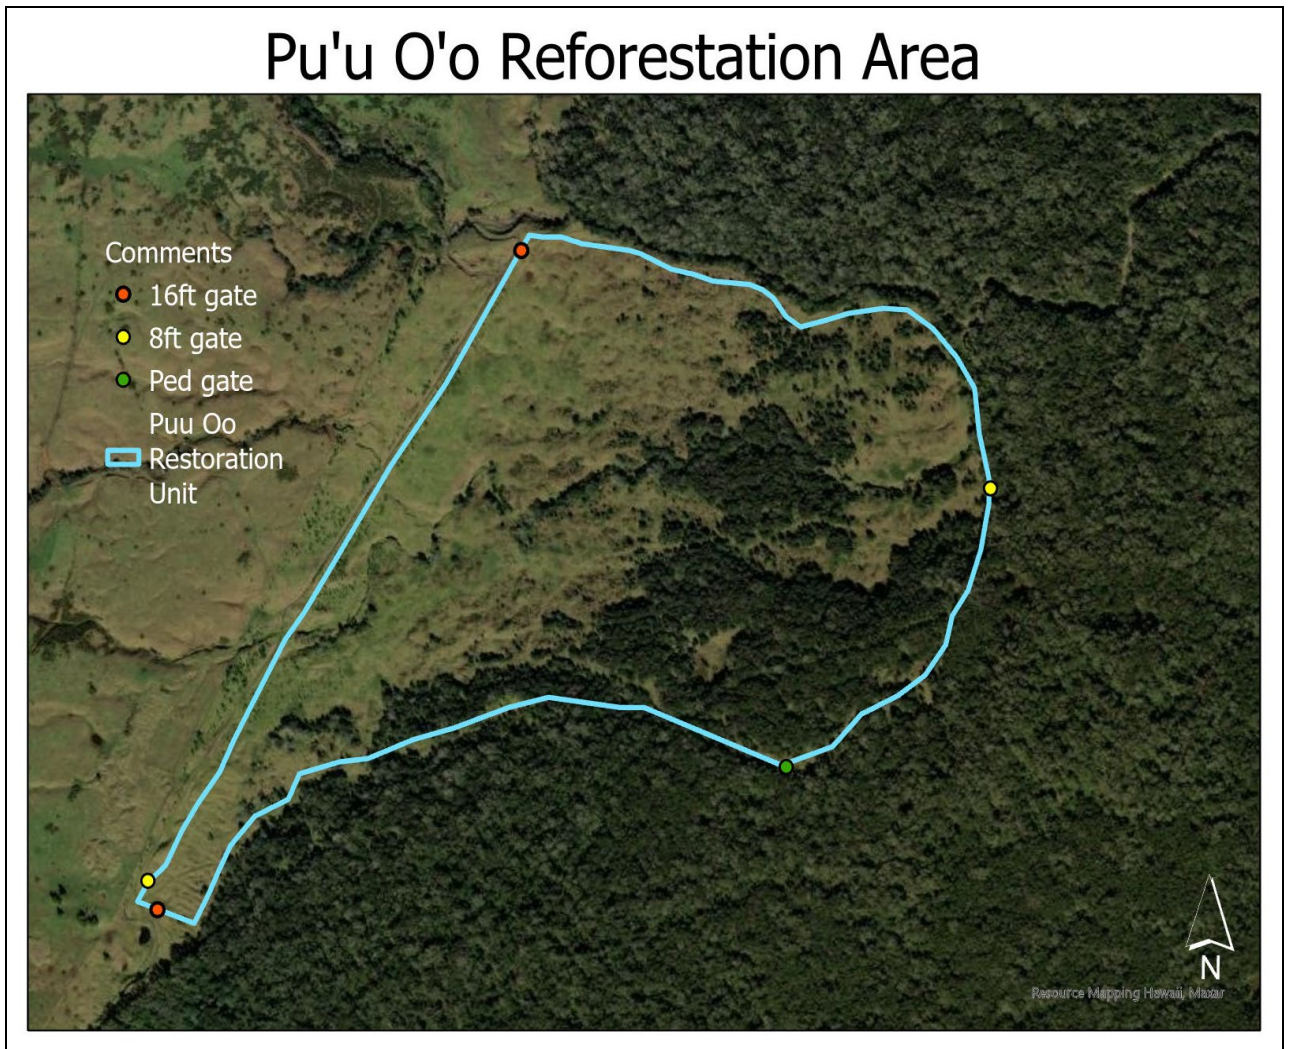 Pu'u O'o Reforestation Area
Comments
16ft gate
8ft gate
Ped gate
Puu Oo
Restoration
Unit
N
Resource Mapping Hawaii, Maxar